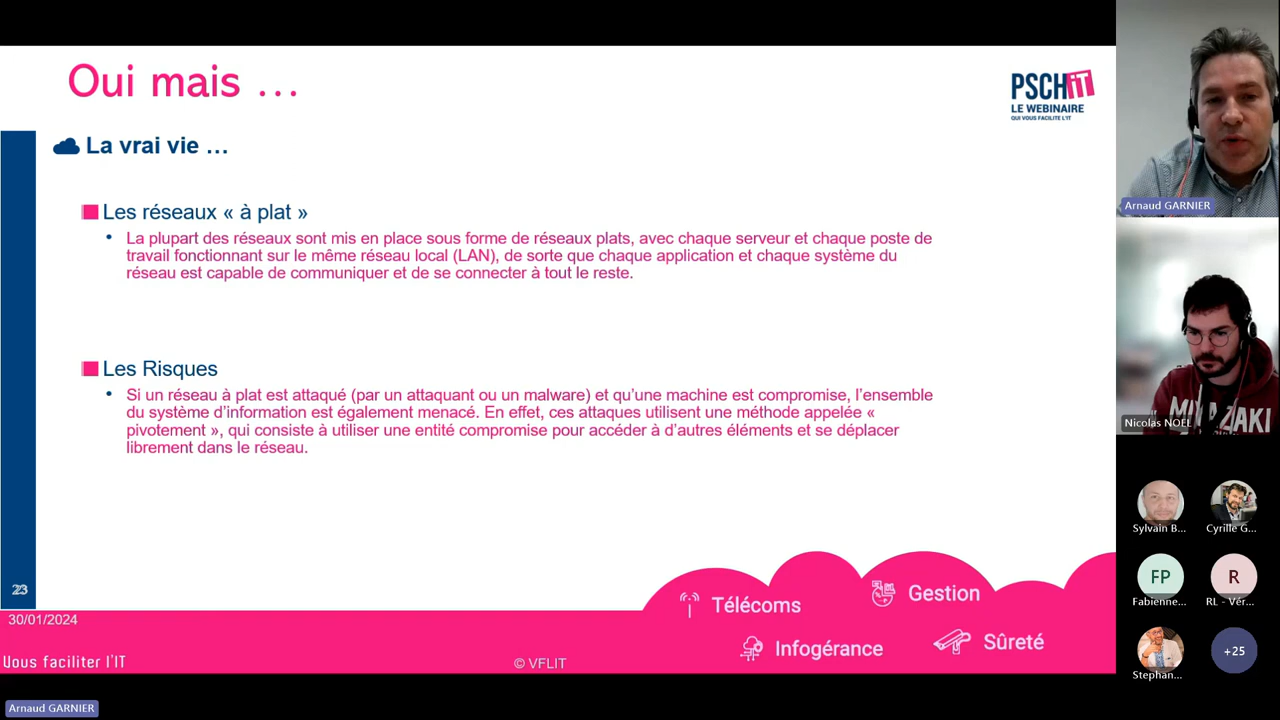 Oui mais ...
PSCHiT
LE WEBINAIRE
QUI VOUS FACILITE L'IT
La vrai vie ...
Les réseaux « à plat »
• La plupart des réseaux sont mis en place sous forme de réseaux plats, avec chaque serveur et chaque poste de
travail fonctionnant sur le même réseau local (LAN), de sorte que chaque application et chaque système du
réseau est capable de communiquer et de se connecter à tout le reste.
Les Risques
• Si un réseau à plat est attaqué (par un attaquant ou un malware) et qu'une machine est compromise, l'ensemble
du système d'information est également menacé. En effet, ces attaques utilisent une méthode appelée «
pivotement », qui consiste à utiliser une entité compromise pour accéder à d'autres éléments et se déplacer
librement dans le réseau.
23
30/01/2024
Télécoms
Gestion
Infogérance
Sûreté
Vous faciliter l'IT
© VFLIT
Arnaud GARNIER
Arnaud GARNIER
Nicolas NOËL
Sylvain B...
Cyrille G...
FP
Fabienne...
R
RL - Vér...
Stephan...
+25